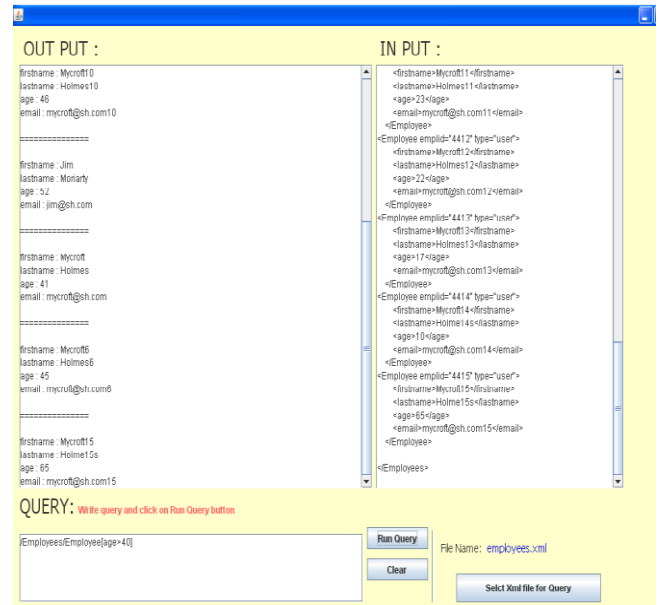 OUT PUT :
firstname : Mycroft10
lastname : Holmes10
age : 46
email : mycroft@sh.com10
===============
firstname : Jim
lastname : Moriarty
age : 52
email : jim@sh.com
===============
firstname : Mycroft
lastname : Holmes
age : 41
email : mycroft@sh.com
===============
firstname : Mycroft6
lastname : Holmes6
age : 45
email : mycroft@sh.com6
===============
firstname : Mycroft15
lastname : Holme15s
age : 65
email : mycroft@sh.com15
IN PUT :
<firstname>Mycroft11</firstname>
<lastname>Holmes11</lastname>
<age>23</age>
<email>mycroft@sh.com11</email>
</Employee>
<Employee emplid="4412" type="user">
<firstname>Mycroft12</firstname>
<lastname>Holmes12</lastname>
<age>22</age>
<email>mycroft@sh.com12</email>
</Employee>
<Employee emplid="4413" type="user">
<firstname>Mycroft13</firstname>
<lastname>Holmes13</lastname>
<age>17</age>
<email>mycroft@sh.com13</email>
</Employee>
<Employee emplid="4414" type="user">
<firstname>Mycroft14</firstname>
<lastname>Holme14s</lastname>
<age>10</age>
<email>mycroft@sh.com14</email>
</Employee>
<Employee emplid="4415" type="user">
<firstname>Mycroft15</firstname>
<lastname>Holme15s</lastname>
<age>65</age>
<email>mycroft@sh.com15</email>
</Employee>
</Employees>
QUERY: Write query and click on Run Query button
/Employees/Employee[age>40]
Run Query
Clear
File Name: employees.xml
Selct Xml file for Query